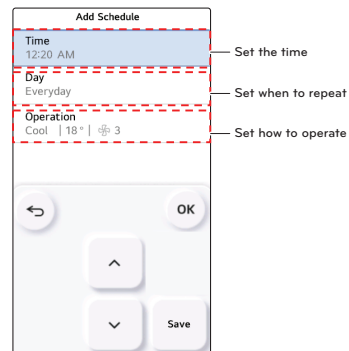 Add Schedule
Time
12:20 AM
Set the time
Day
Everyday
Set when to repeat
Operation
Cool | 18° | 3
Set how to operate
OK
Save